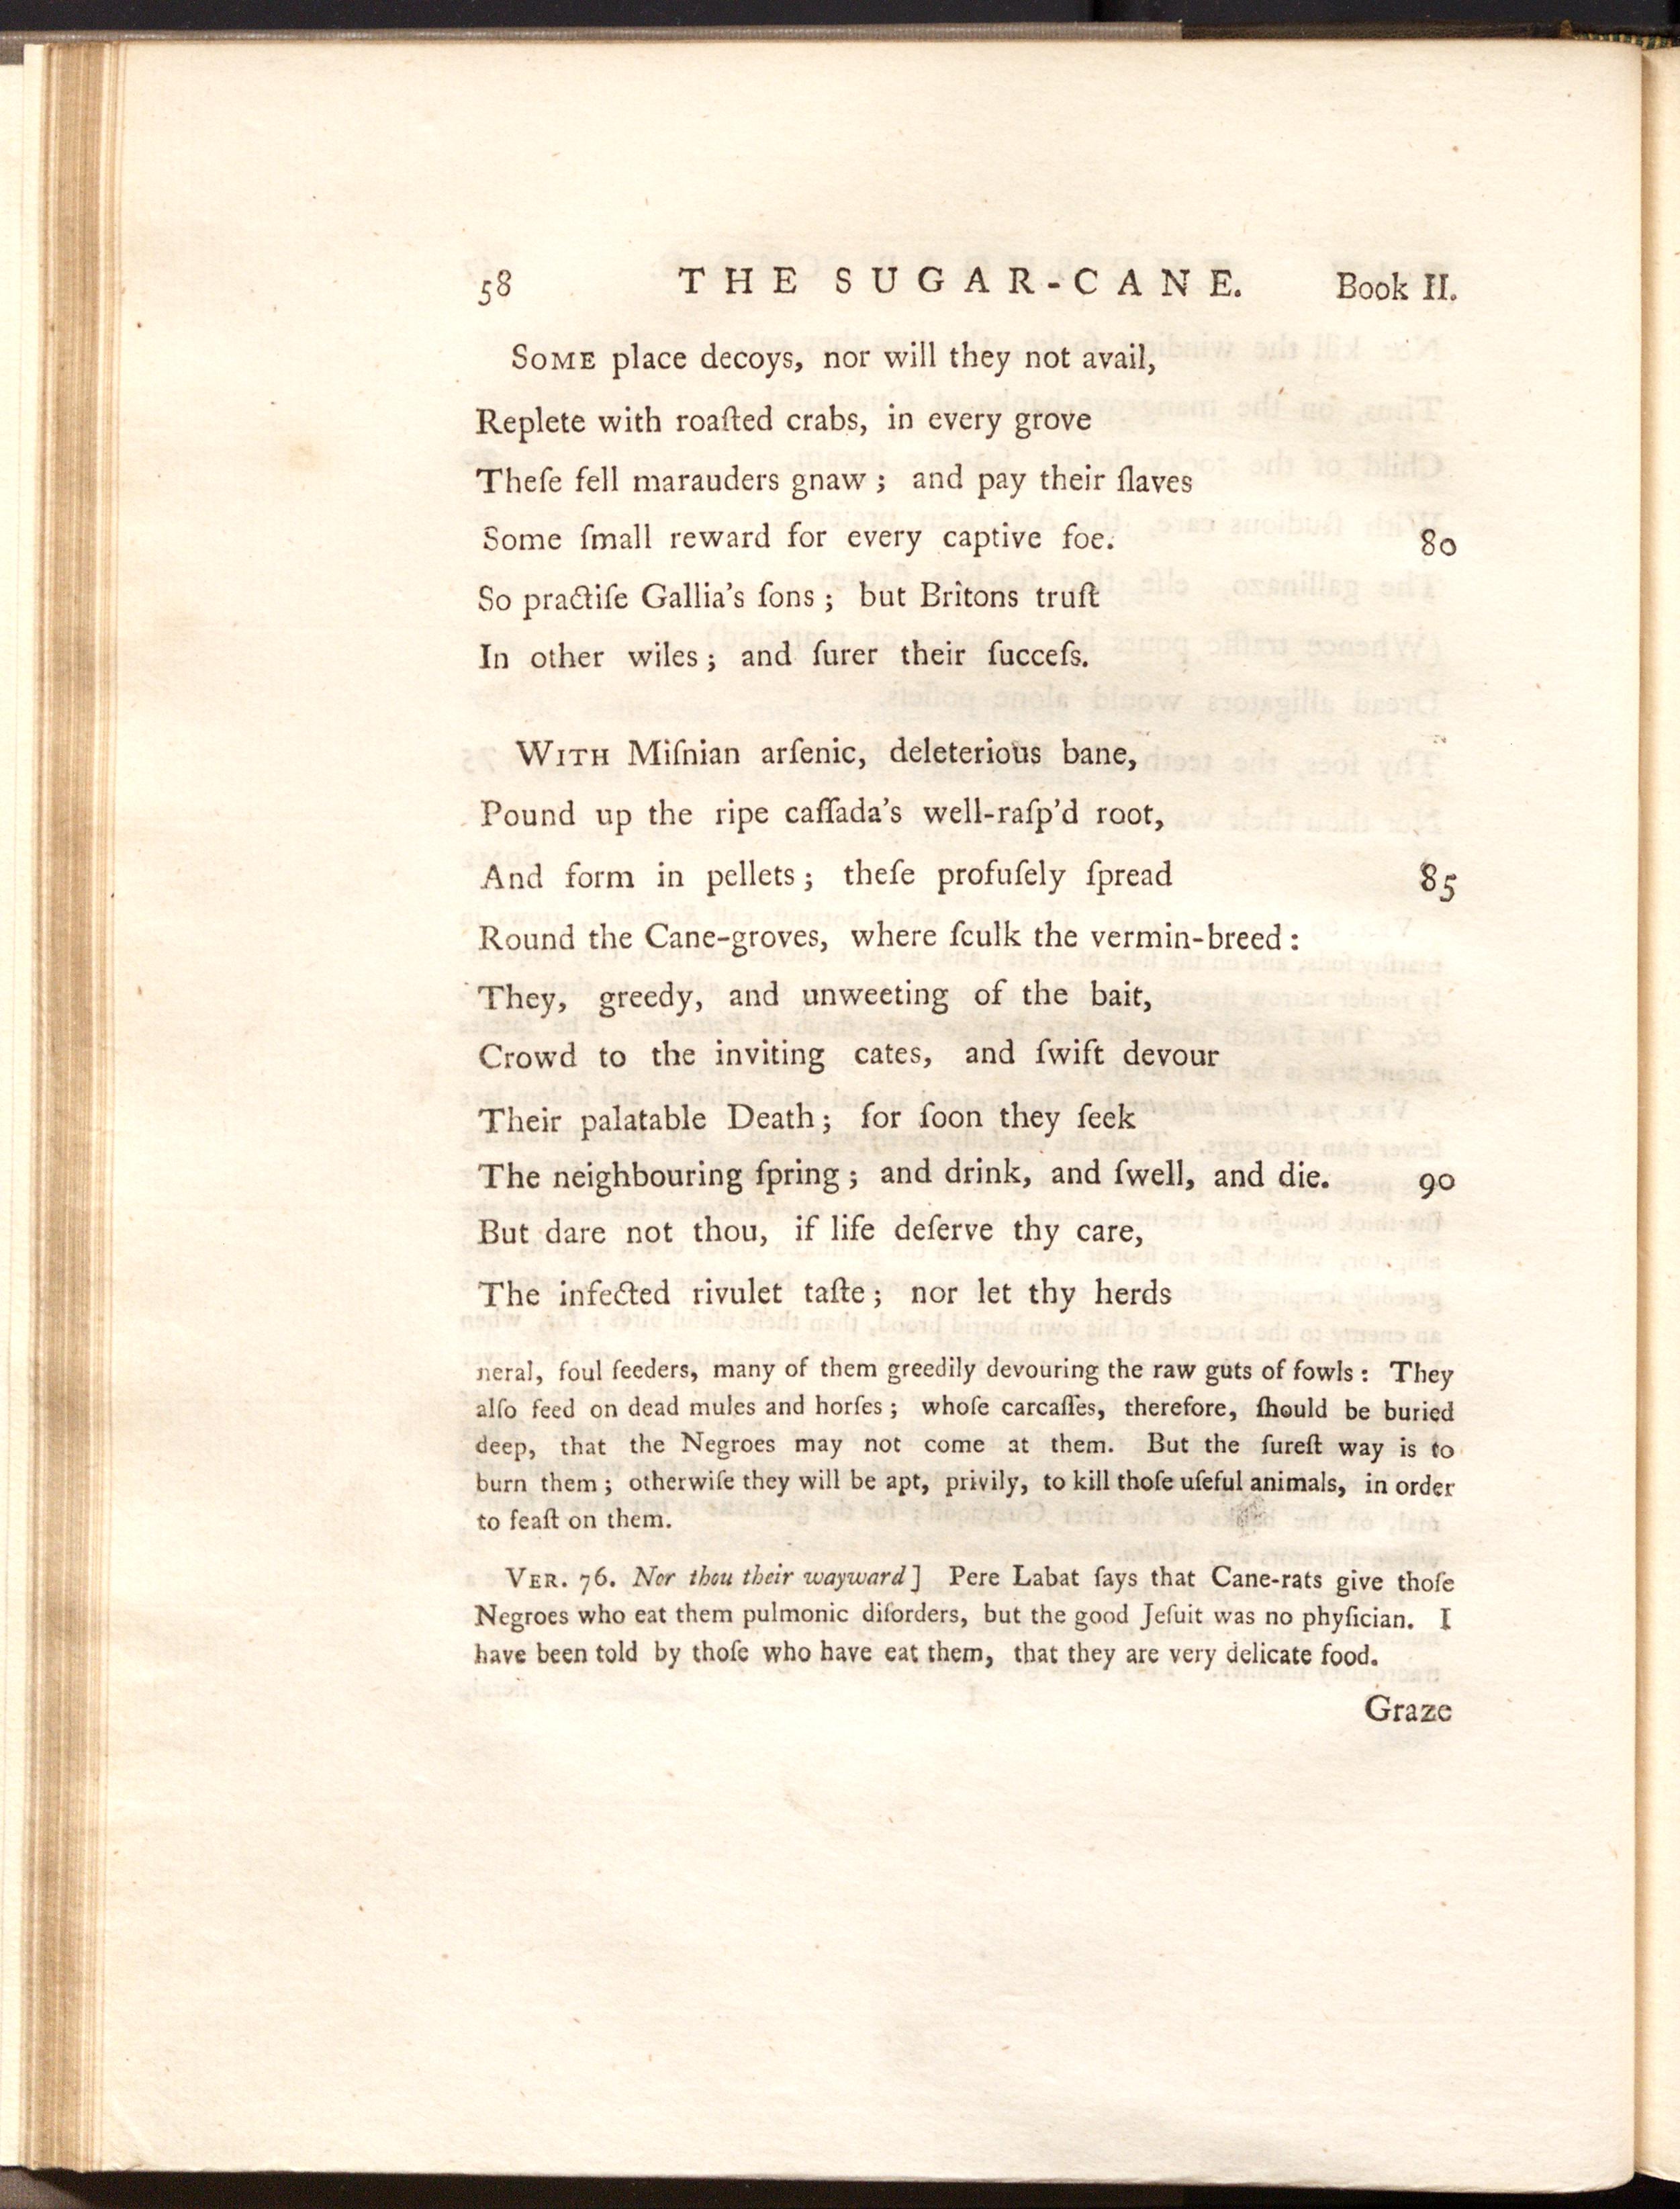 58 THE SUGAR-CANE. Book II.
SOME place decoys, nor will they not avail,
Replete with roaſted crabs, in every grove
Theſe fell marauders gnaw; and pay their ſlaves
Some ſmall reward for every captive foe. 80
So practiſe Gallia's ſons; but Britons truſt
In other wiles; and ſurer their ſucceſs.
WITH Miſnian arſenic, deleterious bane,
Pound up the ripe caſſada's well-raſp'd root,
And form in pellets; theſe profuſely ſpread 85
Round the Cane-groves, where ſculk the vermin-breed:
They, greedy, and unweeting of the bait,
Crowd to the inviting cates, and ſwift devour
Their palatable Death; for ſoon they ſeek
The neighbouring ſpring; and drink, and ſwell, and die. 90
But dare not thou, if life deſerve thy care,
The infected rivulet taſte; nor let thy herds
neral, foul feeders, many of them greedily devouring the raw guts of fowls: They
alſo feed on dead mules and horſes; whoſe carcaſſes, therefore, ſhould be buried
deep, that the Negroes may not come at them. But the ſureſt way is to
burn them; otherwiſe they will be apt, privily, to kill thoſe uſeful animals, in order
to feaſt on them.
VER. 76. Nor thou their wayward] Pere Labat ſays that Cane-rats give thoſe
Negroes who eat them pulmonic diſorders, but the good Jeſuit was no phyſician. I
have been told by thoſe who have eat them, that they are very delicate food.
Graze